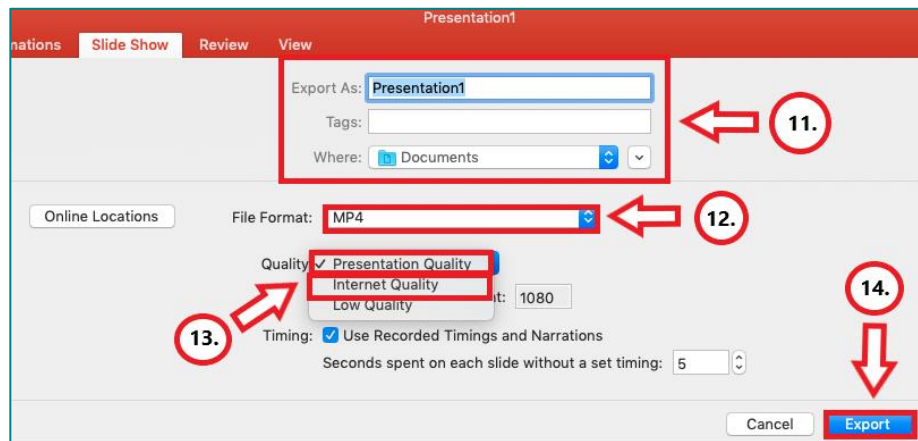 Presentation1
mations Slide Show Review View
Export As: Presentation1
Tags:
11.
Where: Documents
Online Locations File Format: MP4
12.
Quality ✓ Presentation Quality
Internet Quality
Low Quality
t: 1080
13.
14.
Timing: Use Recorded Timings and Narrations
Seconds spent on each slide without a set timing: 5
Cancel Export